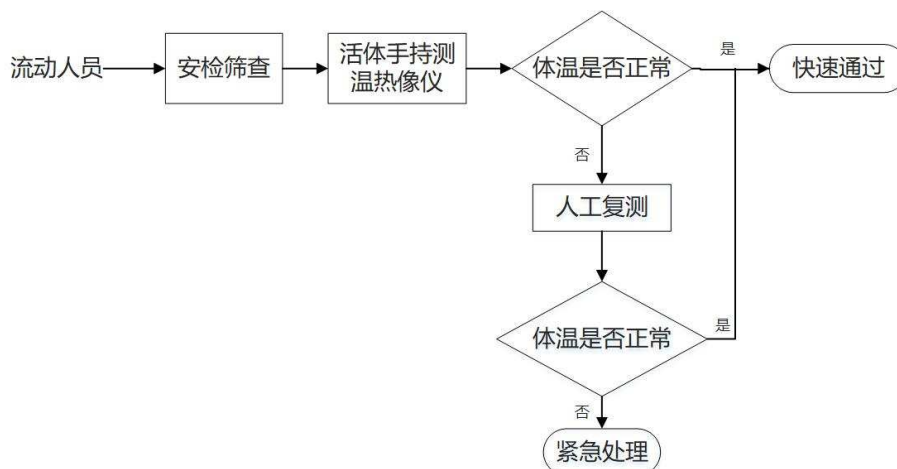 流动人员
安检筛查
活体手持测
温热像仪
体温是否正常
是
快速通过
否
人工复测
体温是否正常
是
否
紧急处理